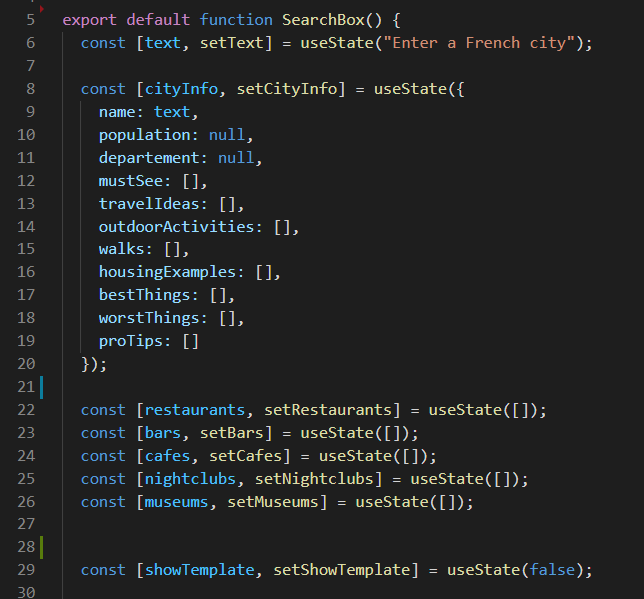 5 export default function SearchBox() {
6 const [text, setText] = useState("Enter a French city");
7
8 const [cityInfo, setCityInfo] = useState({
9 name: text,
10 population: null,
11 departement: null,
12 mustSee: [],
13 travelIdeas: [],
14 outdoorActivities: [],
15 walks: [],
16 housingExamples: [],
17 bestThings: [],
18 worstThings: [],
19 proTips: []
20 });
21
22 const [restaurants, setRestaurants] = useState([]);
23 const [bars, setBars] = useState([]);
24 const [cafes, setCafes] = useState([]);
25 const [nightclubs, setNightclubs] = useState([]);
26 const [museums, setMuseums] = useState([]);
27
28
29 const [showTemplate, setShowTemplate] = useState(false);
30